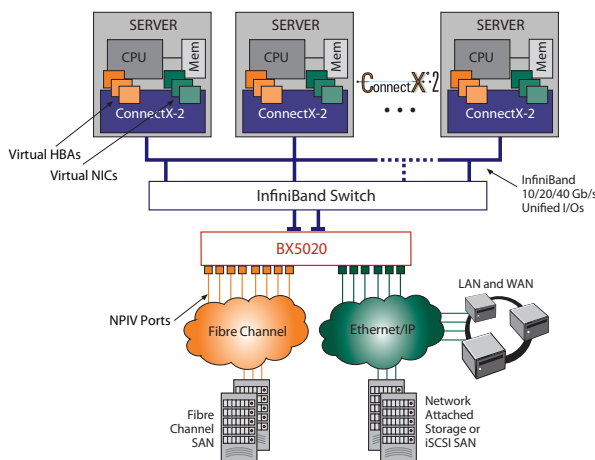 SERVER
SERVER
SERVER
CPU
Mem
CPU
Mem
ConnectX®2
CPU
Mem
ConnectX-2
ConnectX-2
• • •
ConnectX-2
Virtual HBAs
Virtual NICs
InfiniBand Switch
InfiniBand
10/20/40 Gb/s
Unified I/Os
BX5020
NPIV Ports
LAN and WAN
Fibre Channel
Ethernet/IP
Fibre
Channel
SAN
Network
Attached
Storage or
iSCSI SAN